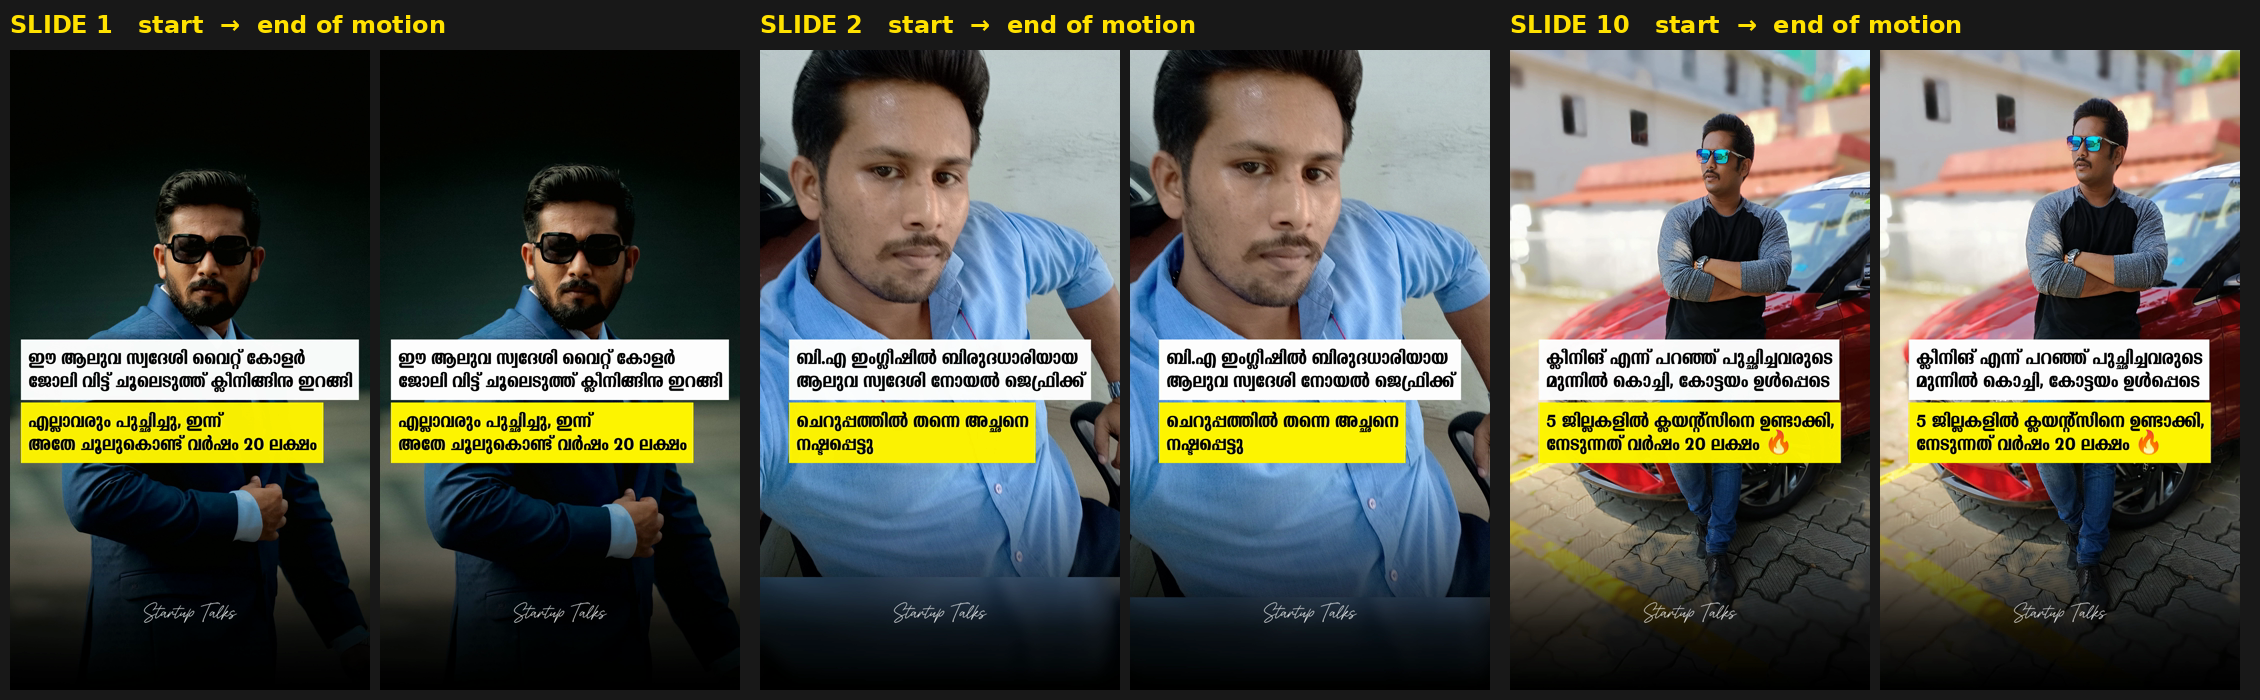 SLIDE 1 start → end of motion
ഈ ആലുവ സ്വദേശി വൈറ്റ് കോളർ
ജോലി വിട്ട് ചൂലെടുത്ത് ക്ലിനിങ്ങിനു ഇറങ്ങി
എല്ലാവരും പുച്ഛിച്ചു, ഇന്ന്
അതേ ചൂലുകൊണ്ട് വർഷം 20 ലക്ഷം
Startup Talks
ഈ ആലുവ സ്വദേശി വൈറ്റ് കോളർ
ജോലി വിട്ട് ചൂലെടുത്ത് ക്ലിനിങ്ങിനു ഇറങ്ങി
എല്ലാവരും പുച്ഛിച്ചു, ഇന്ന്
അതേ ചൂലുകൊണ്ട് വർഷം 20 ലക്ഷം
Startup Talks
SLIDE 2 start → end of motion
ബി.എ ഇംഗ്ലീഷിൽ ബിരുദധാരിയായ
ആലുവ സ്വദേശി നോയൽ ജെഫ്രിക്ക്
ചെറുപ്പത്തിൽ തന്നെ അച്ഛനെ
നഷ്ടപ്പെട്ടു
Startup Talks
ബി.എ ഇംഗ്ലീഷിൽ ബിരുദധാരിയായ
ആലുവ സ്വദേശി നോയൽ ജെഫ്രിക്ക്
ചെറുപ്പത്തിൽ തന്നെ അച്ഛനെ
നഷ്ടപ്പെട്ടു
Startup Talks
SLIDE 10 start → end of motion
ക്ലിനിങ് എന്ന് പറഞ്ഞ് പുച്ഛിച്ചവരുടെ
മുന്നിൽ കൊച്ചി, കോട്ടയം ഉൾപ്പെടെ
5 ജില്ലകളിൽ ക്ലയന്റ്സിനെ ഉണ്ടാക്കി,
നേടുന്നത് വർഷം 20 ലക്ഷം 🔥
Startup Talks
ക്ലിനിങ് എന്ന് പറഞ്ഞ് പുച്ഛിച്ചവരുടെ
മുന്നിൽ കൊച്ചി, കോട്ടയം ഉൾപ്പെടെ
5 ജില്ലകളിൽ ക്ലയന്റ്സിനെ ഉണ്ടാക്കി,
നേടുന്നത് വർഷം 20 ലക്ഷം 🔥
Startup Talks